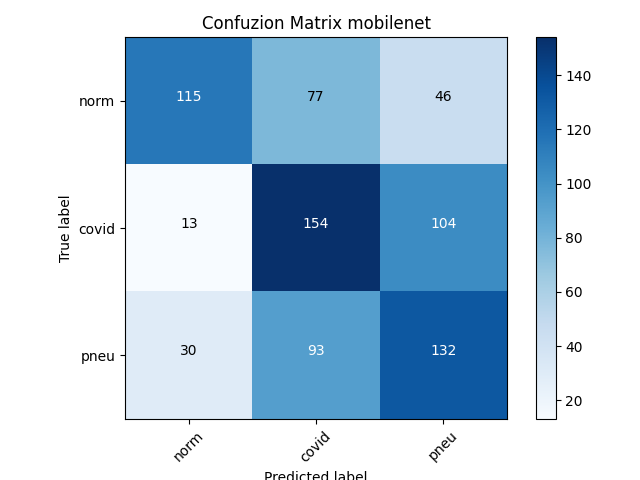 Confuzion Matrix mobilenet
norm 115 77 46
covid 13 154 104
pneu 30 93 132
norm covid pneu
True label
Predicted label
140
120
100
80
60
40
20